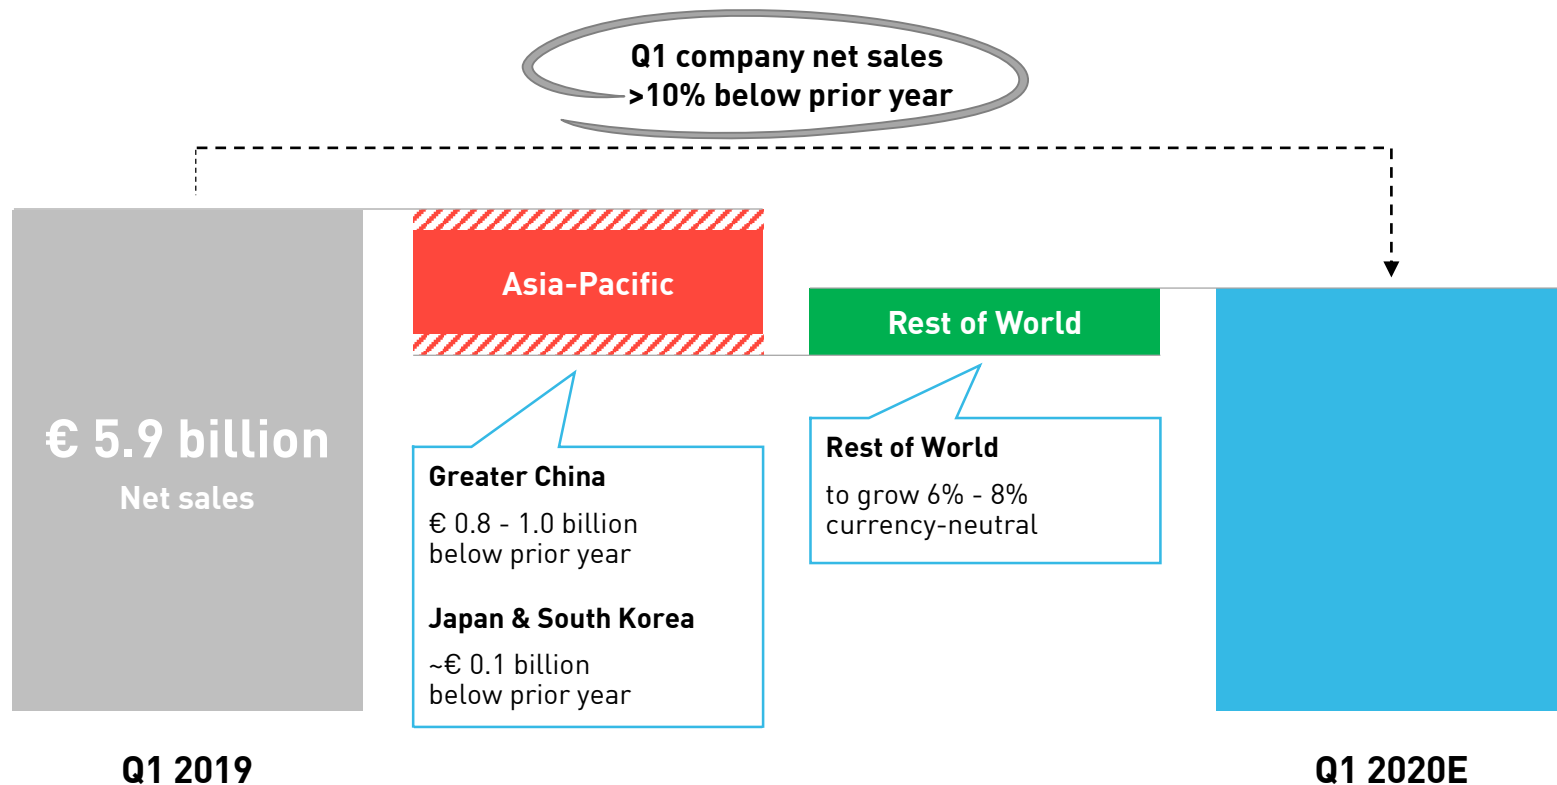 Q1 company net sales
>10% below prior year
Asia-Pacific
Rest of World
€ 5.9 billion
Net sales
Greater China
€ 0.8 - 1.0 billion
below prior year
Japan & South Korea
~€ 0.1 billion
below prior year
Rest of World
to grow 6% - 8%
currency-neutral
Q1 2019
Q1 2020E